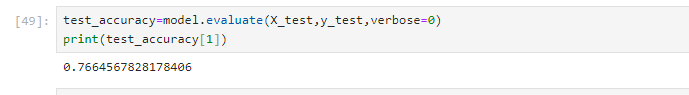 [49]: test_accuracy=model.evaluate(X_test,y_test,verbose=0)
print(test_accuracy[1])
0.7664567828178406